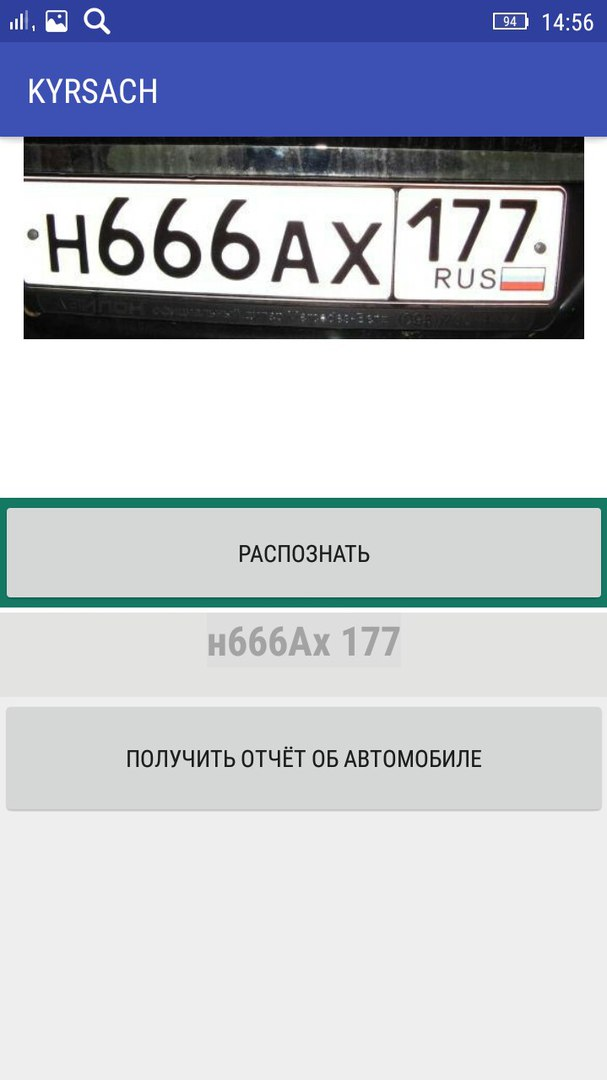 94 14:56
KYRSACH
Н666АХ 177
RUS
РАСПОЗНАТЬ
н666Ах 177
ПОЛУЧИТЬ ОТЧЁТ ОБ АВТОМОБИЛЕ